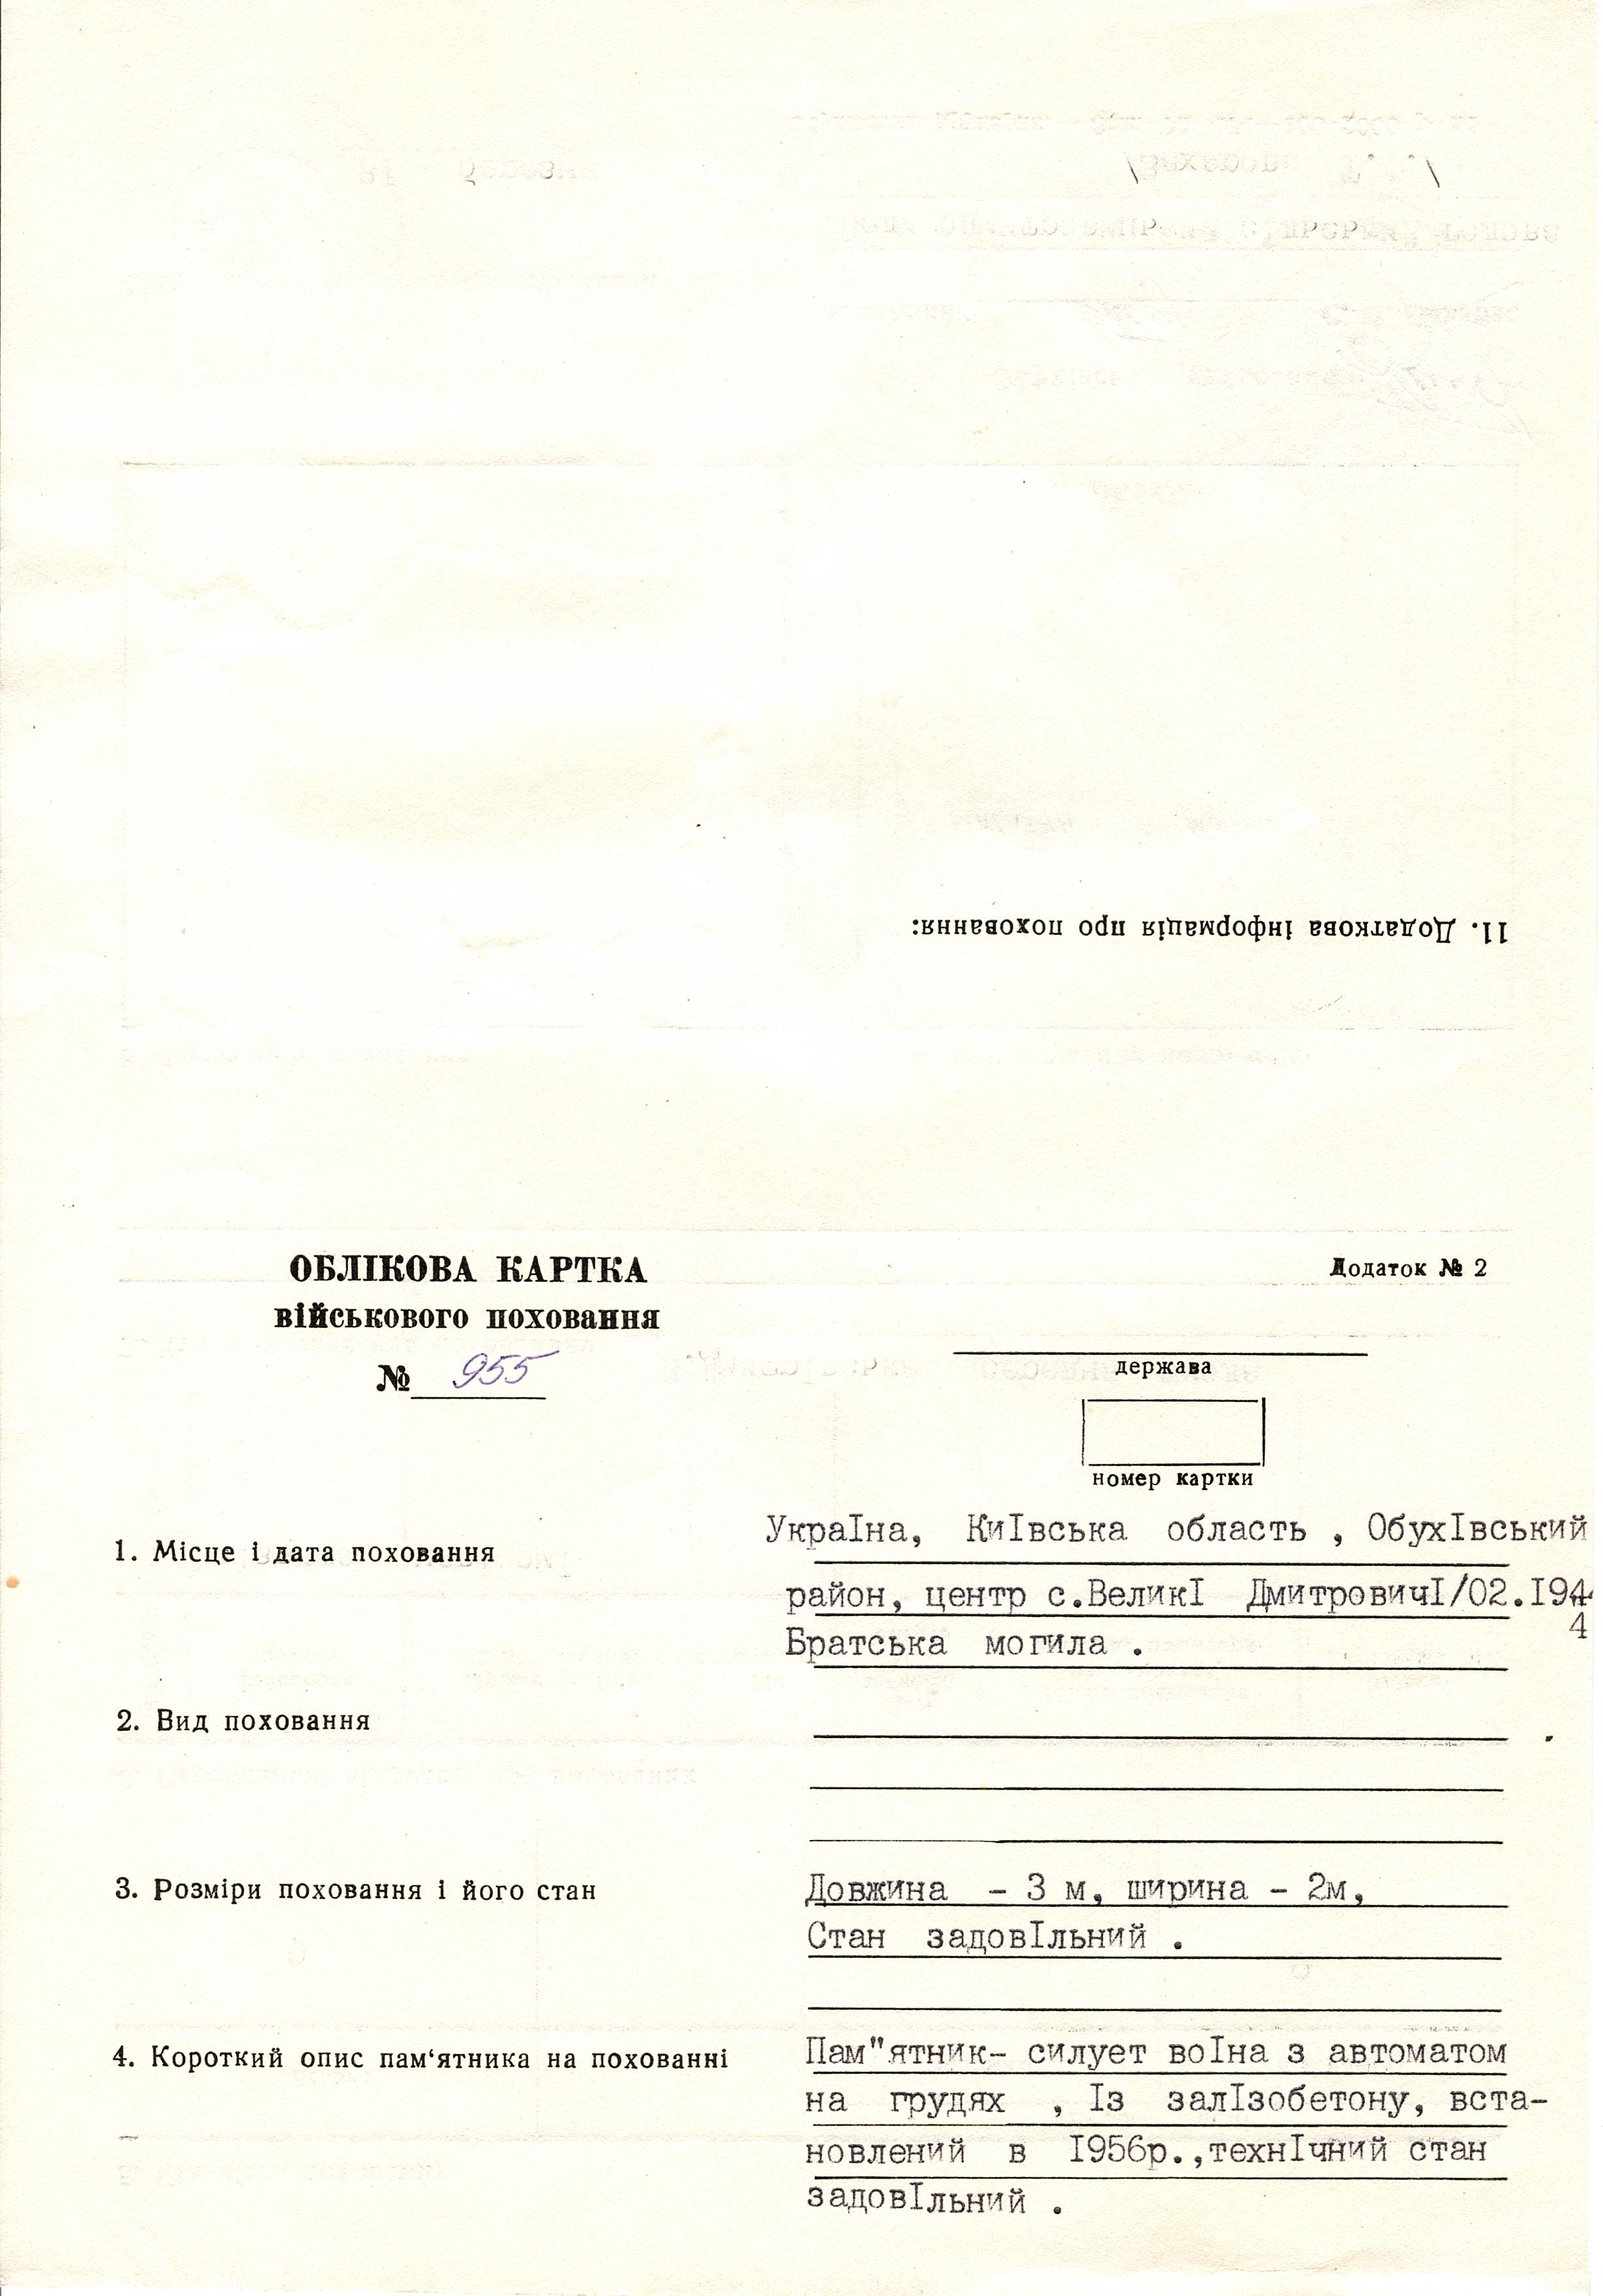 11. Додаткова інформація про поховання:
ОБЛІКОВА КАРТКА
військового поховання
№ 955
Додаток № 2
держава
номер картки
1. Місце і дата поховання
УкраIна, КиIвська область , ОбухIвський
район, центр с.ВеликI ДмитровичI/02.I944
4
Братська могила .
2. Вид поховання
3. Розміри поховання і його стан
Довжина - 3 м, ширина - 2м,
Стан задовIльний .
4. Короткий опис пам‘ятника на похованні
Пам"ятник- силует воIна з автоматом
на грудях , Iз залIзобетону, вста-
новлений в I956р.,технIчний стан
задовIльний .